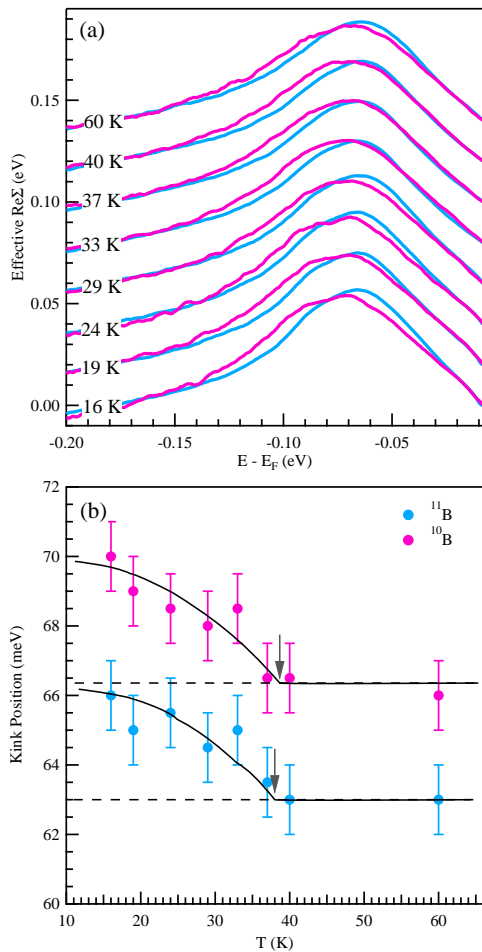 (a)
0.15
0.10
0.05
0.00
Effective ReΣ (eV)
60 K
40 K
37 K
33 K
29 K
24 K
19 K
16 K
-0.20
-0.15
-0.10
-0.05
E - E_F (eV)
(b)
¹¹B
¹⁰B
72
70
68
66
64
62
60
Kink Position (meV)
10
20
30
40
50
60
T (K)